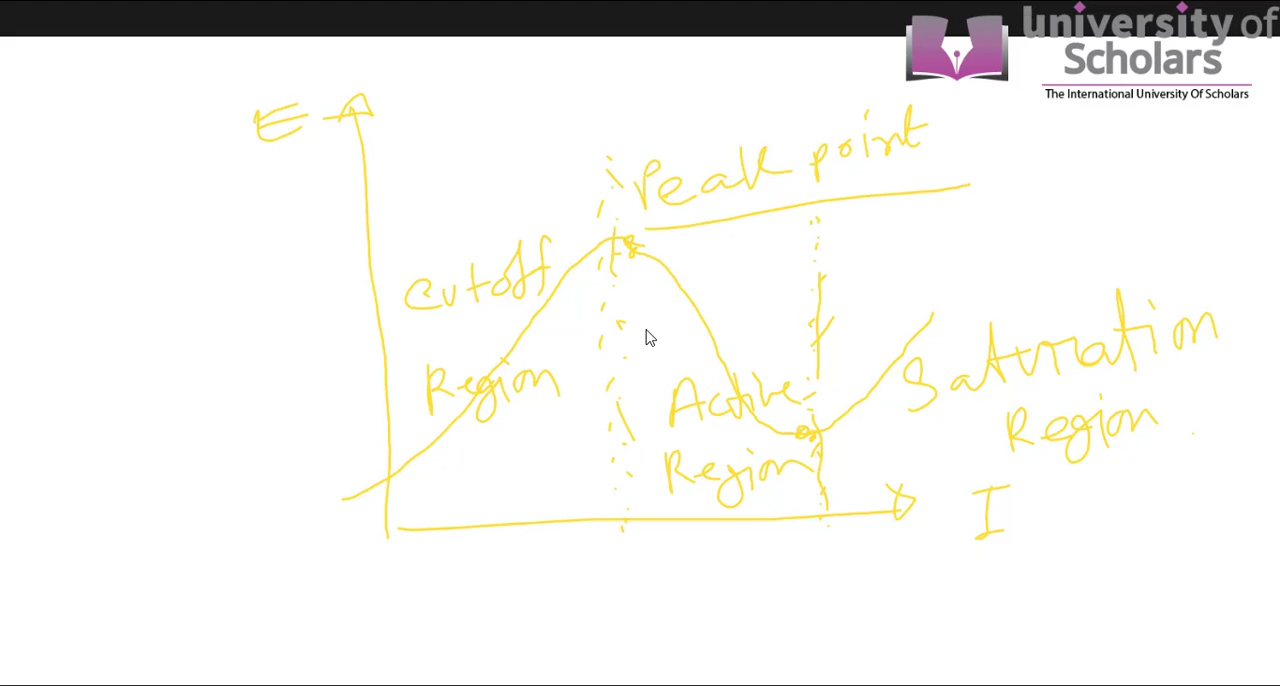 university of
Scholars
The International University Of Scholars
E
Peak point
Cutoff
Region
Active
Region
Saturation
Region
I